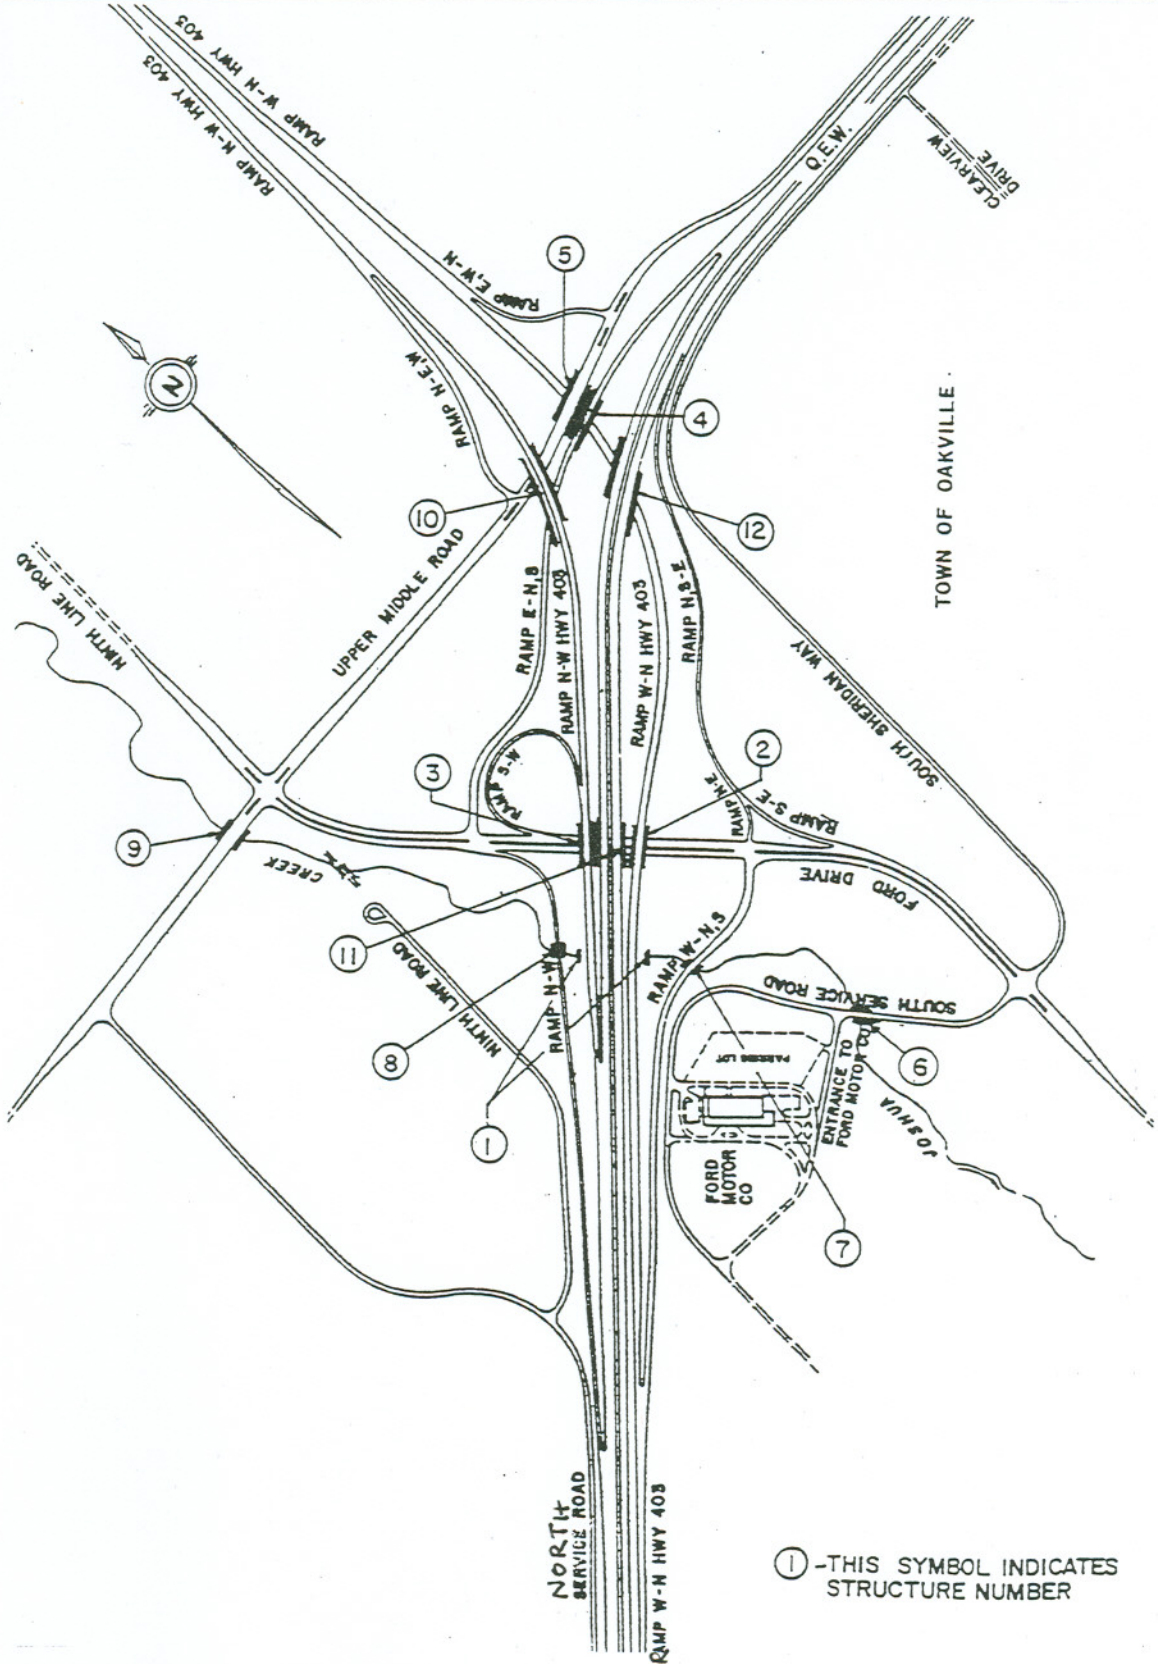 RAMP W-N HWY 403
RAMP N-W HWY 403
Q.E.W.
CLEARVIEW
DRIVE
RAMP E,W-N
5
N
RAMP N-E,W
4
TOWN OF OAKVILLE.
10
12
NINTH LINE ROAD
UPPER MIDDLE ROAD
RAMP E-N,S
RAMP N-W HWY 403
RAMP W-N HWY 403
RAMP N,S-E
SOUTH SHERIDAN WAY
3
2
RAMP S-W
RAMP N-E
RAMP S-E
9
CREEK
FORD DRIVE
11
NINTH LINE ROAD
RAMP N-W
RAMP W-N,S
SOUTH SERVICE ROAD
8
PARKING LOT
ENTRANCE TO
FORD MOTOR CO.
6
JOSHUA
1
FORD
MOTOR
CO
7
NORTH
SERVICE ROAD
RAMP W-N HWY 403
1 -THIS SYMBOL INDICATES
STRUCTURE NUMBER